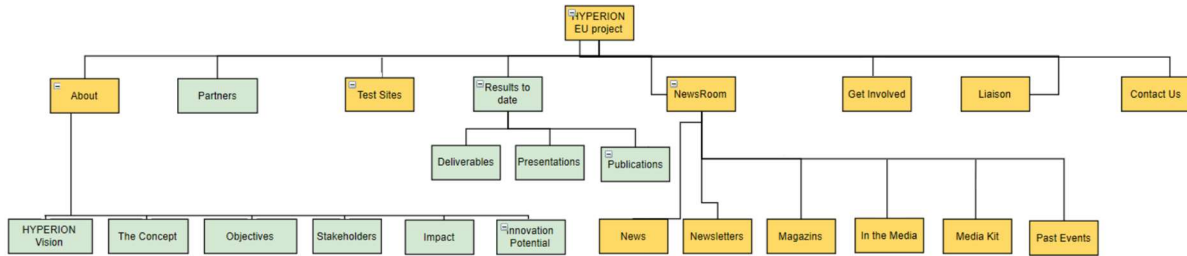 HYPERION
EU project
About
Partners
Test Sites
Results to
date
NewsRoom
Get Involved
Liaison
Contact Us
Deliverables
Presentations
Publications
HYPERION
Vision
The Concept
Objectives
Stakeholders
Impact
Innovation
Potential
News
Newsletters
Magazins
In the Media
Media Kit
Past Events